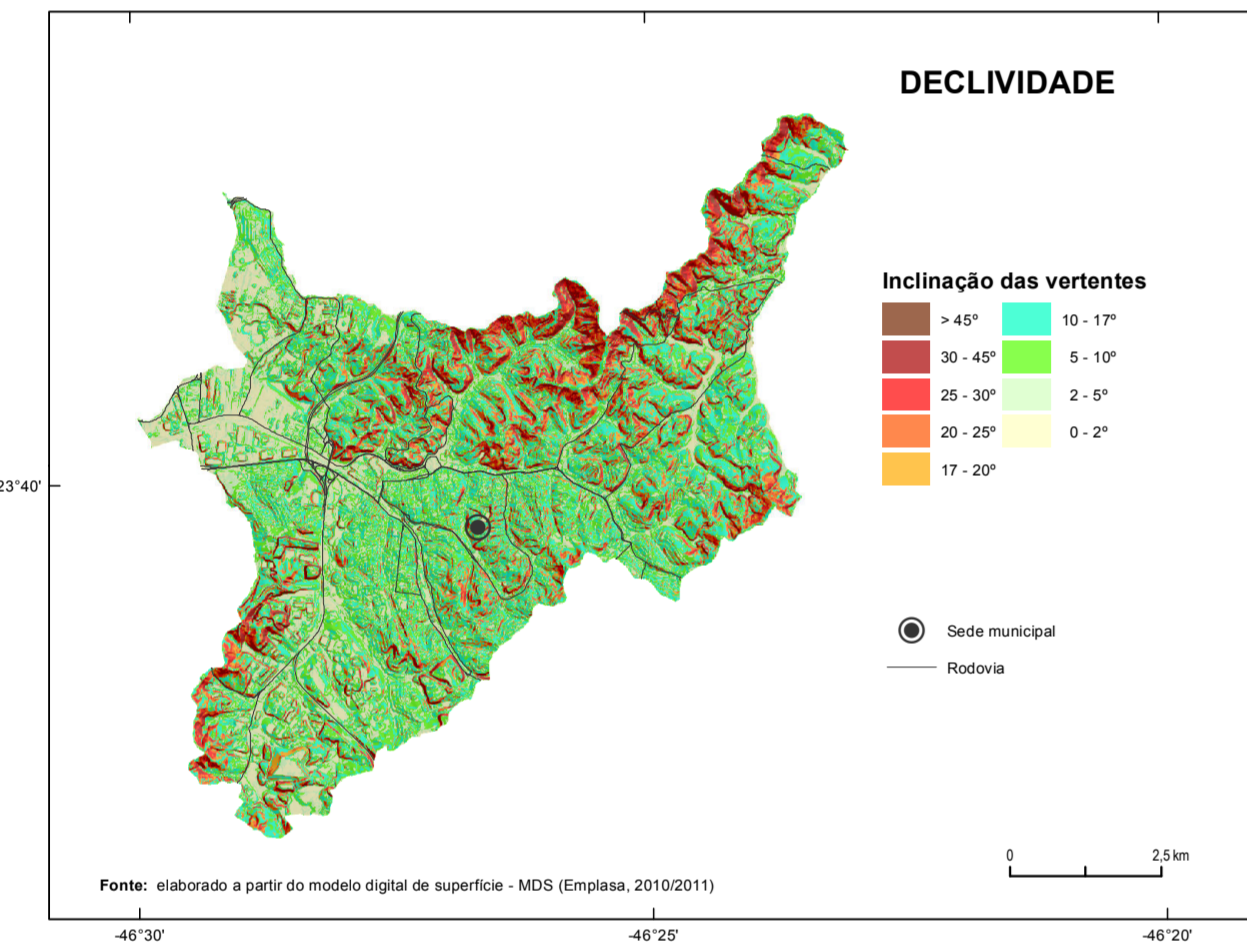 DECLIVIDADE
Inclinação das vertentes
> 45º
10 - 17º
30 - 45º
5 - 10º
25 - 30º
2 - 5º
20 - 25º
0 - 2º
17 - 20º
23°40'
Sede municipal
Rodovia
0 2,5 km
Fonte: elaborado a partir do modelo digital de superfície - MDS (Emplasa, 2010/2011)
-46°30' -46°25' -46°20'